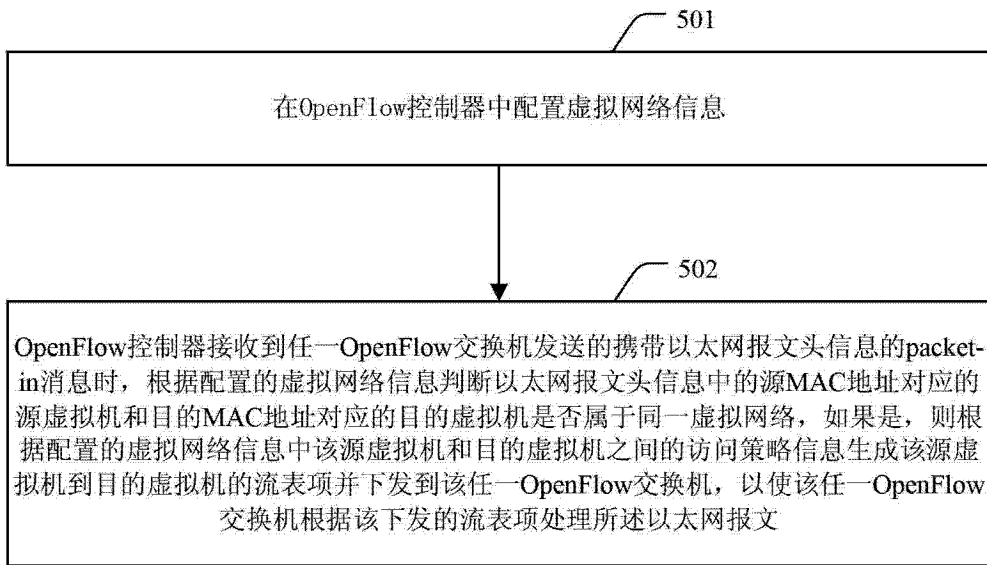 501
在OpenFlow控制器中配置虚拟网络信息
502
OpenFlow控制器接收到任一OpenFlow交换机发送的携带以太网报文头信息的packet-
in消息时，根据配置的虚拟网络信息判断以太网报文头信息中的源MAC地址对应的
源虚拟机和目的MAC地址对应的目的虚拟机是否属于同一虚拟网络，如果是，则根
据配置的虚拟网络信息中该源虚拟机和目的虚拟机之间的访问策略信息生成该源虚
拟机到目的虚拟机的流表项并下发到该任一OpenFlow交换机，以使该任一OpenFlow
交换机根据该下发的流表项处理所述以太网报文